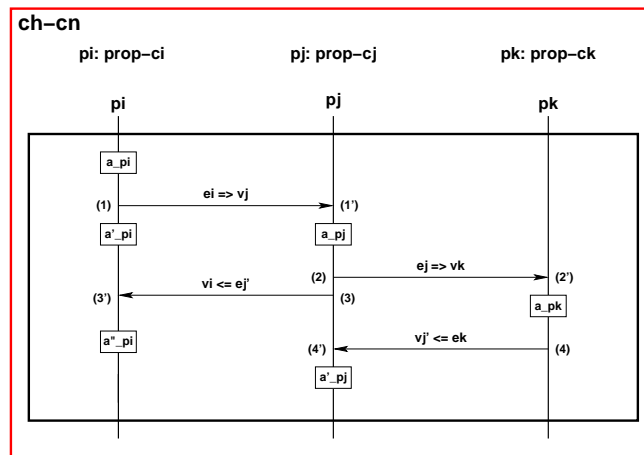 ch–cn
pi: prop–ci pj: prop–cj pk: prop–ck
pi pj pk
a_pi
(1) ei => vj (1')
a'_pi a_pj
(2) ej => vk (2')
(3') vi <= ej' (3)
a_pk
a"_pi
(4') vj' <= ek (4)
a'_pj